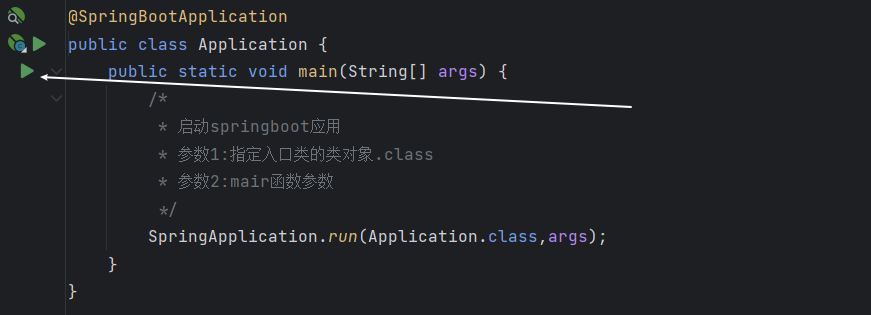 @SpringBootApplication
public class Application {
public static void main(String[] args) {
/*
* 启动springboot应用
* 参数1:指定入口类的类对象.class
* 参数2:mair函数参数
*/
SpringApplication.run(Application.class,args);
}
}